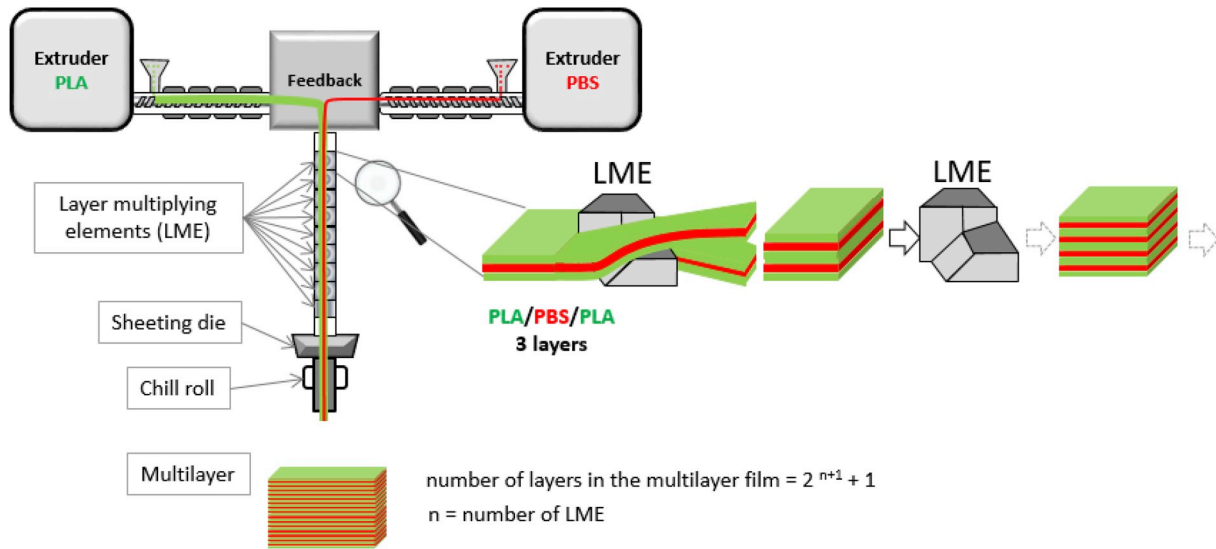 Extruder
PLA
Feedback
Extruder
PBS
Layer multiplying
elements (LME)
LME
LME
PLA/PBS/PLA
3 layers
Sheeting die
Chill roll
Multilayer
number of layers in the multilayer film = 2 ⁿ⁺¹ + 1
n = number of LME